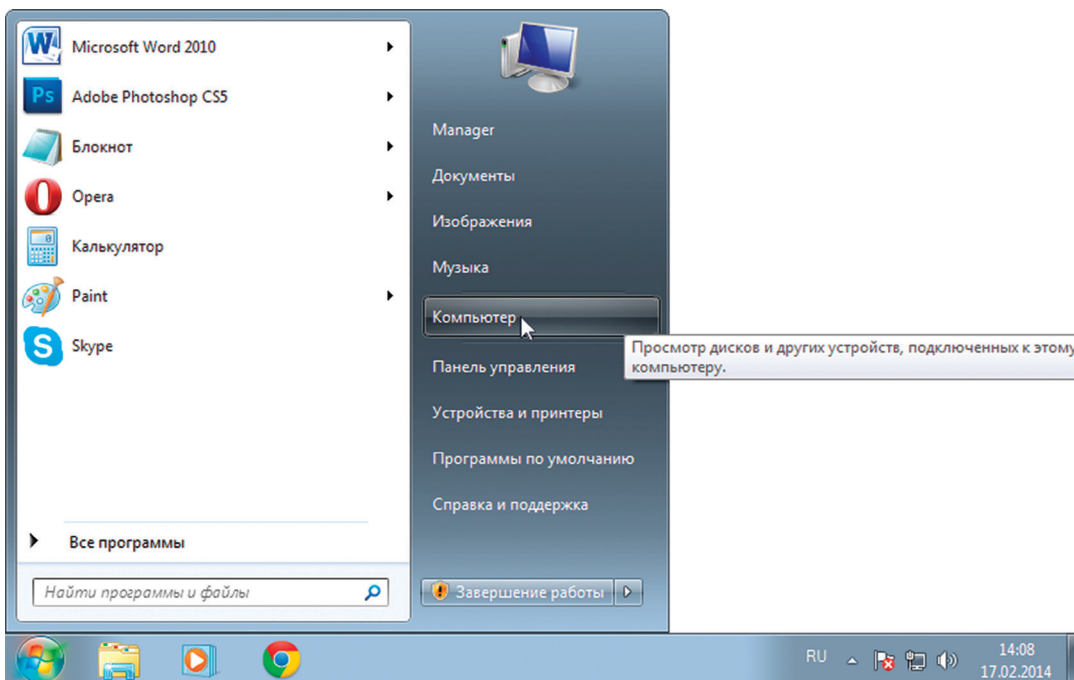 Microsoft Word 2010
Adobe Photoshop CS5
Блокнот
Opera
Калькулятор
Paint
Skype
Все программы
Найти программы и файлы
Manager
Документы
Изображения
Музыка
Компьютер
Просмотр дисков и других устройств, подключенных к этому
компьютеру.
Панель управления
Устройства и принтеры
Программы по умолчанию
Справка и поддержка
Завершение работы
RU
14:08
17.02.2014